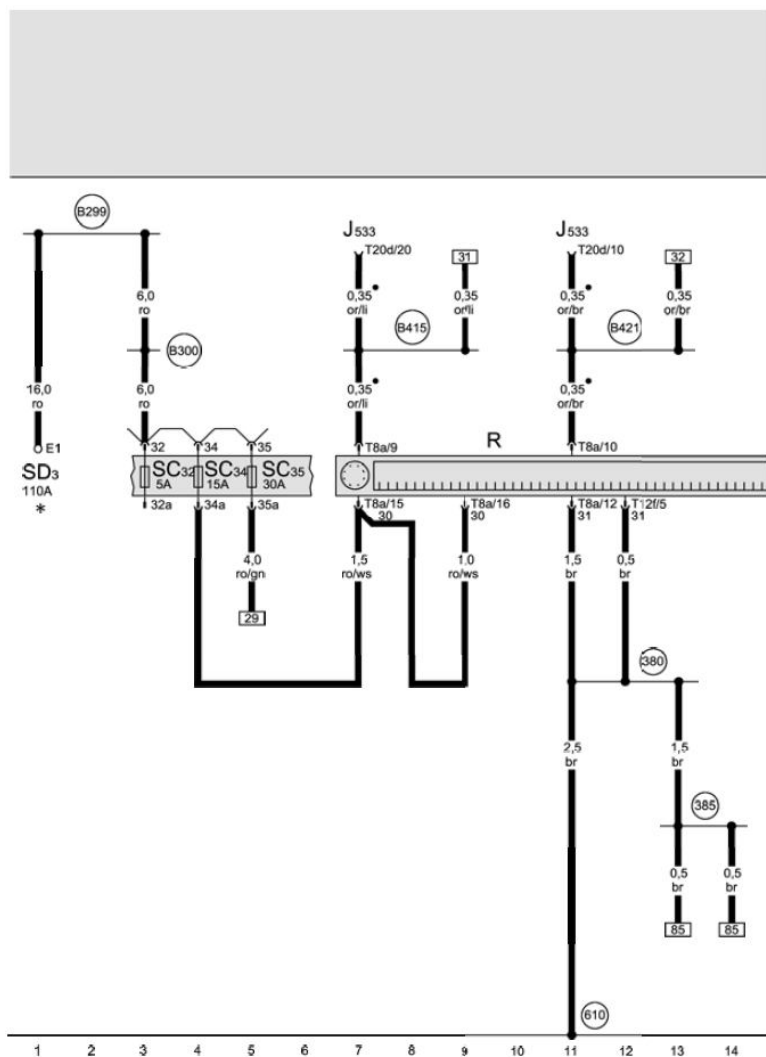 B299
J533 J533
T20d/20 31 T20d/10 32
6,0 0,35 0,35 0,35 0,35
ro or/li or/li or/br or/br
B415 B421
B300
16,0 6,0 0,35 0,35
ro ro or/li or/br
E1 32 34 35 T8a/9 R T8a/10
SD3 SC32 SC34 SC35
110A 5A 15A 30A
* 32a 34a 35a T8a/15 T8a/16 T8a/12 T12f/5
30 30 31 31
4,0 1,5 1,0 1,5 0,5
ro/gn ro/ws ro/ws br br
29
380
2,5 1,5
br br
385
0,5 0,5
br br
85 85
610
1 2 3 4 5 6 7 8 9 10 11 12 13 14